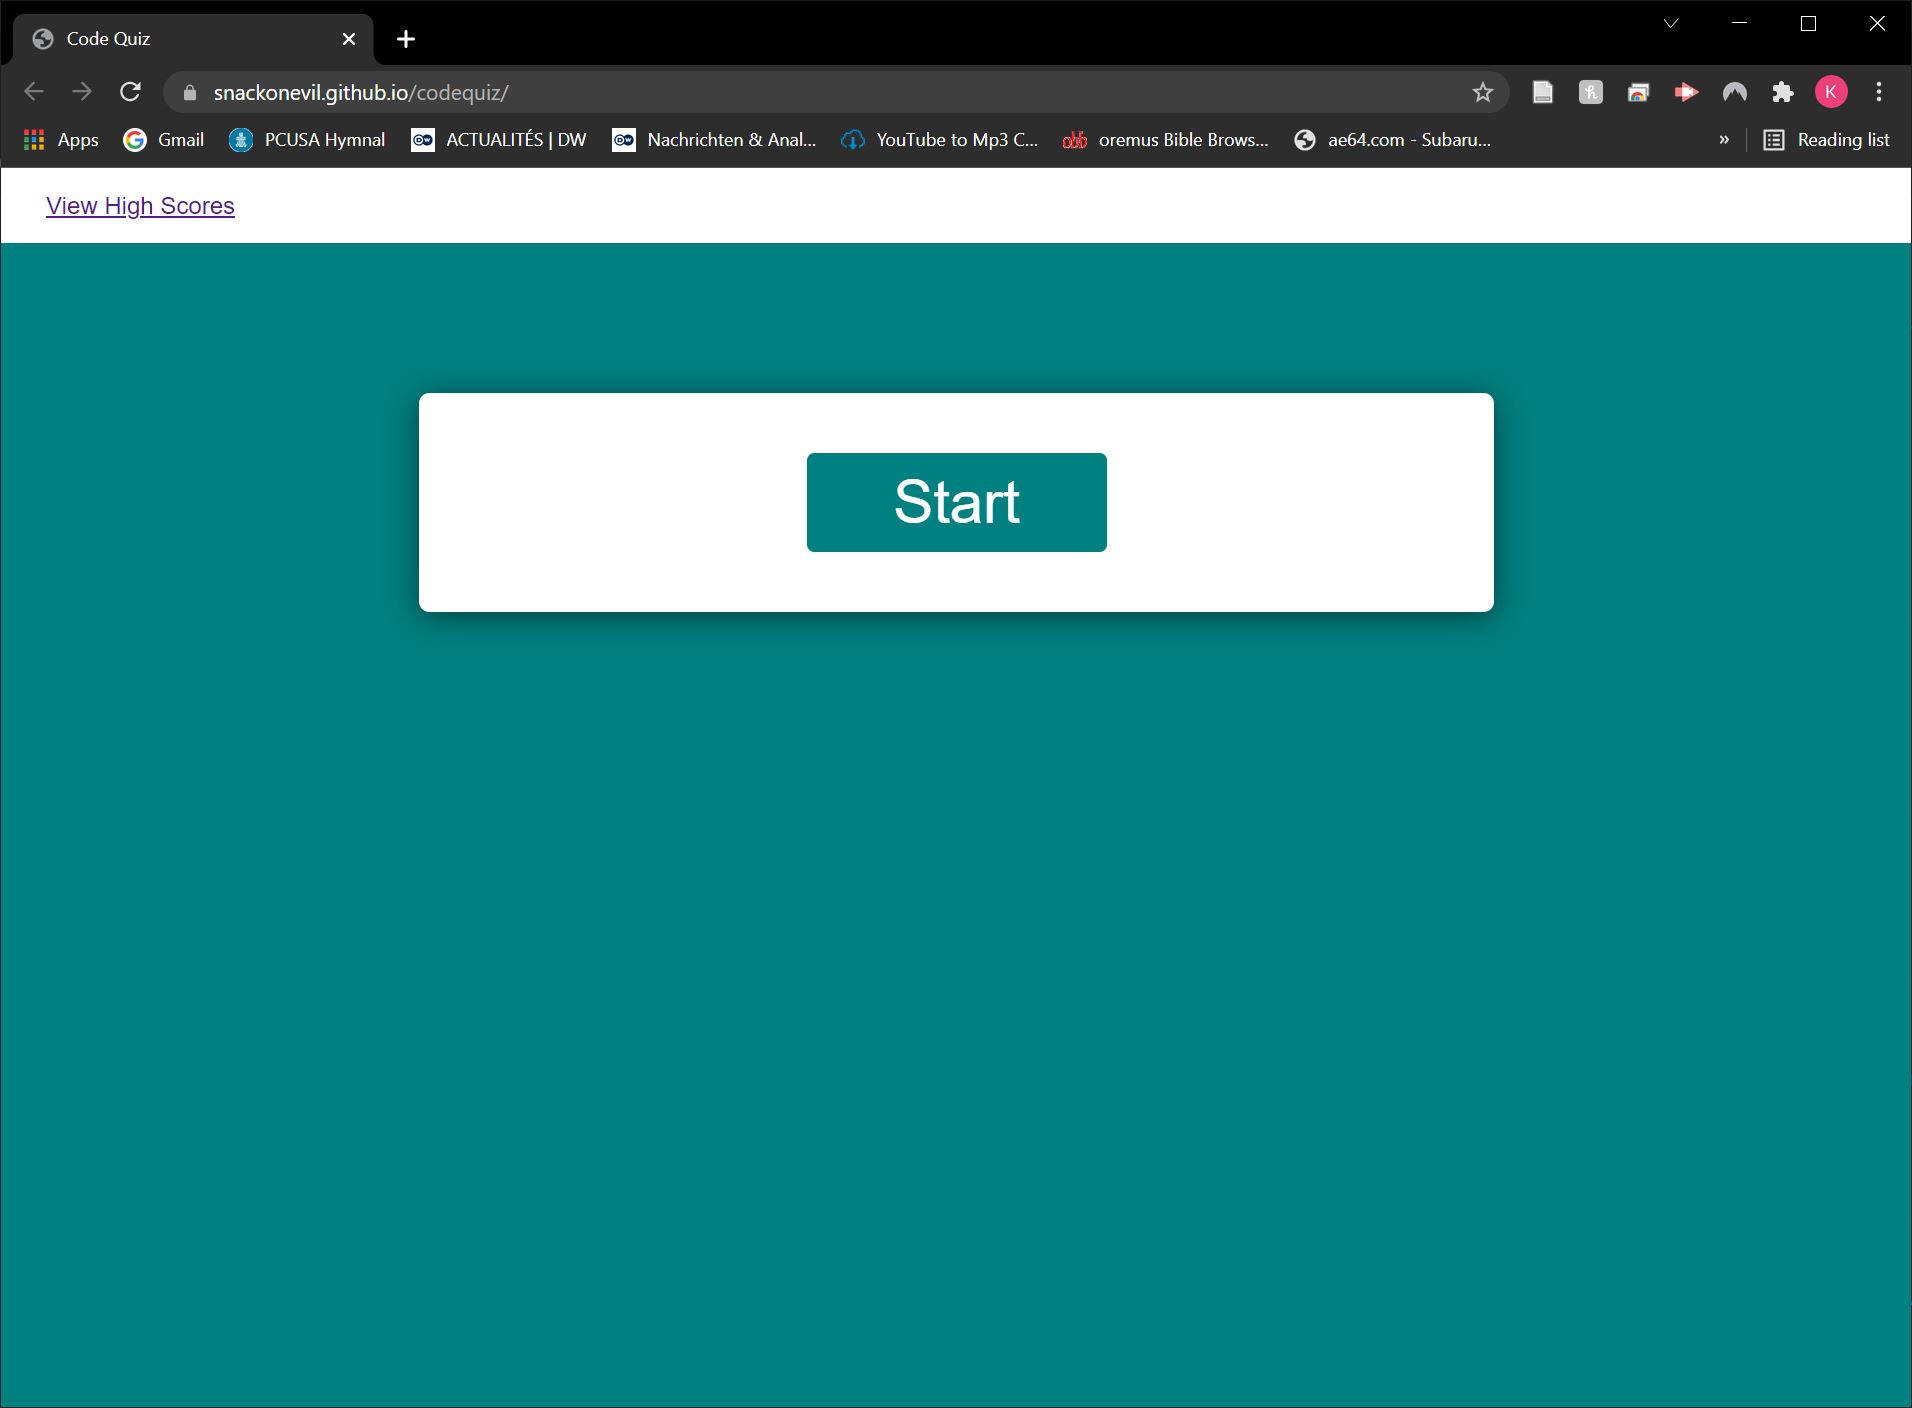 Code Quiz
snackonevil.github.io/codequiz/
K
Apps Gmail PCUSA Hymnal ACTUALITÉS | DW Nachrichten & Anal... YouTube to Mp3 C... oremus Bible Brows... ae64.com - Subaru... » Reading list
View High Scores
Start